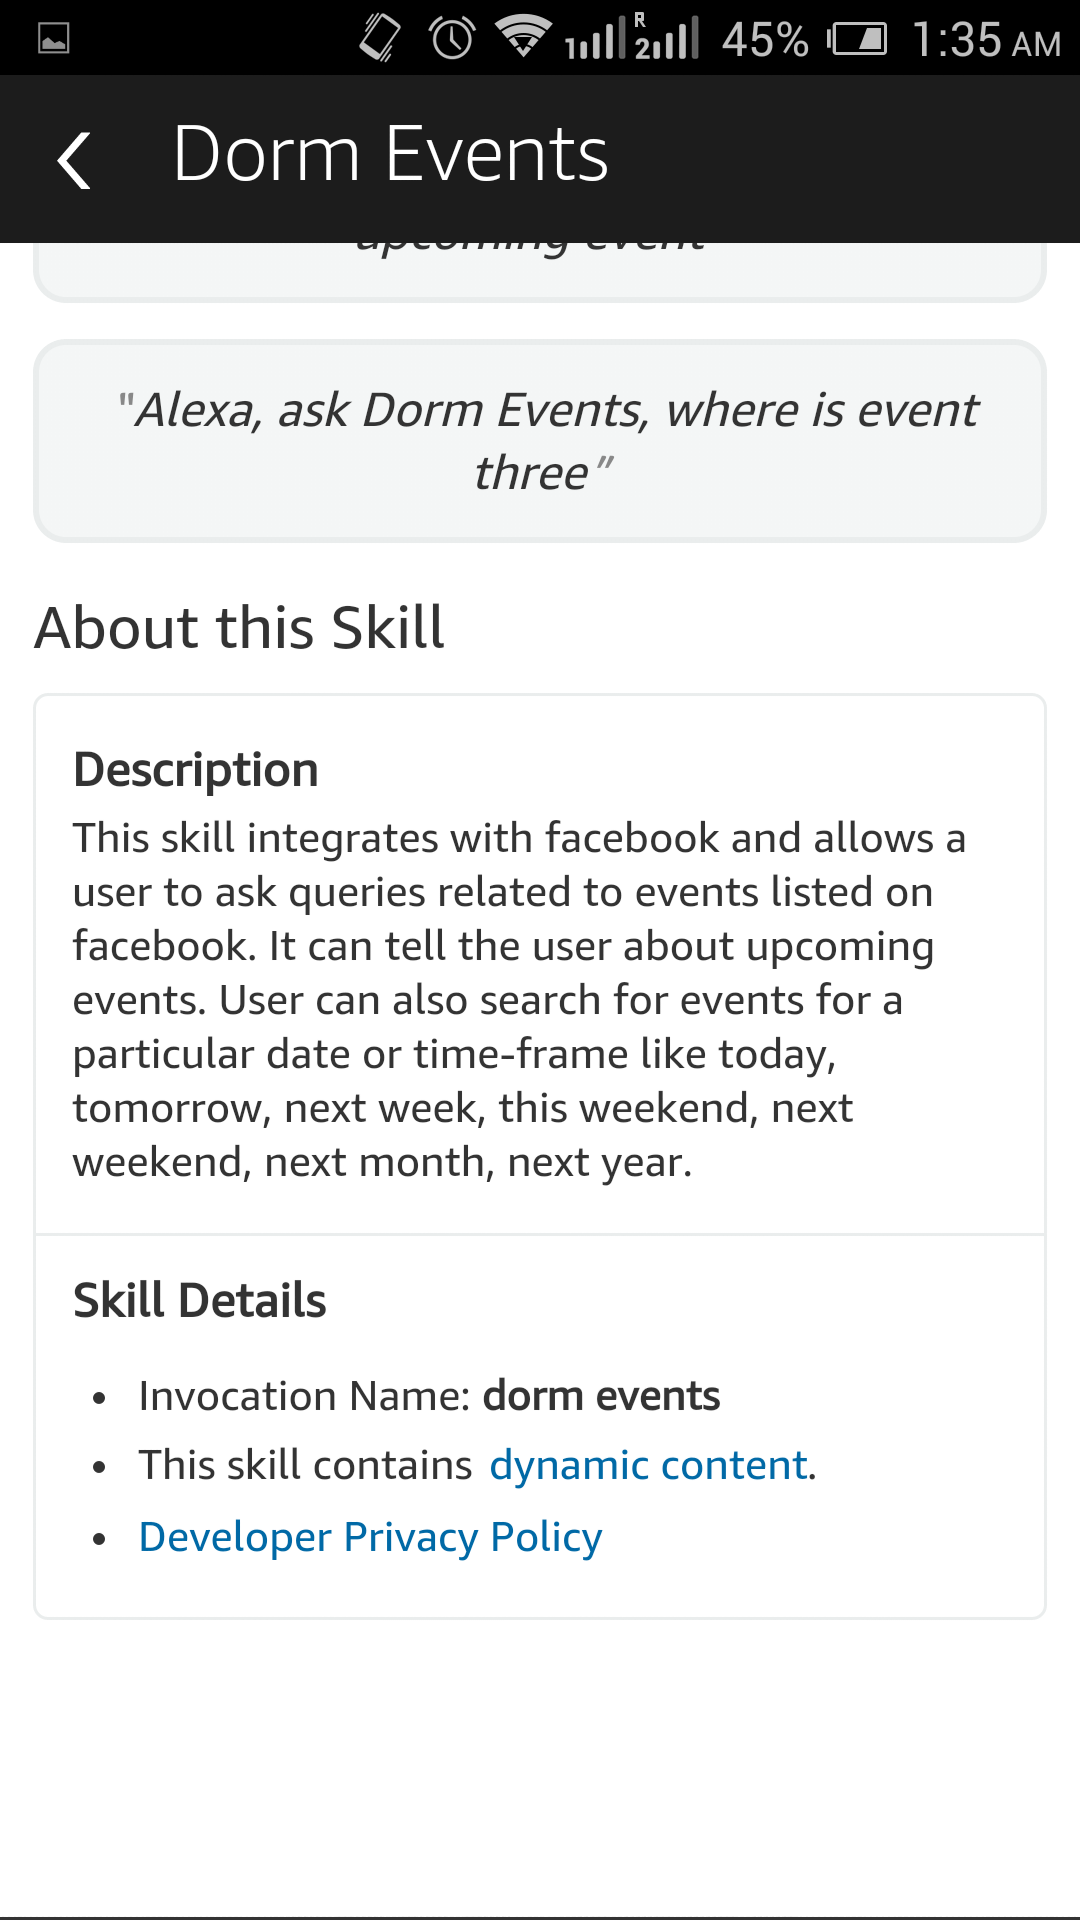 R
1 2 45% 1:35 AM
Dorm Events
upcoming event
"Alexa, ask Dorm Events, where is event
three"
About this Skill
Description
This skill integrates with facebook and allows a
user to ask queries related to events listed on
facebook. It can tell the user about upcoming
events. User can also search for events for a
particular date or time-frame like today,
tomorrow, next week, this weekend, next
weekend, next month, next year.
Skill Details
• Invocation Name: dorm events
• This skill contains dynamic content.
• Developer Privacy Policy